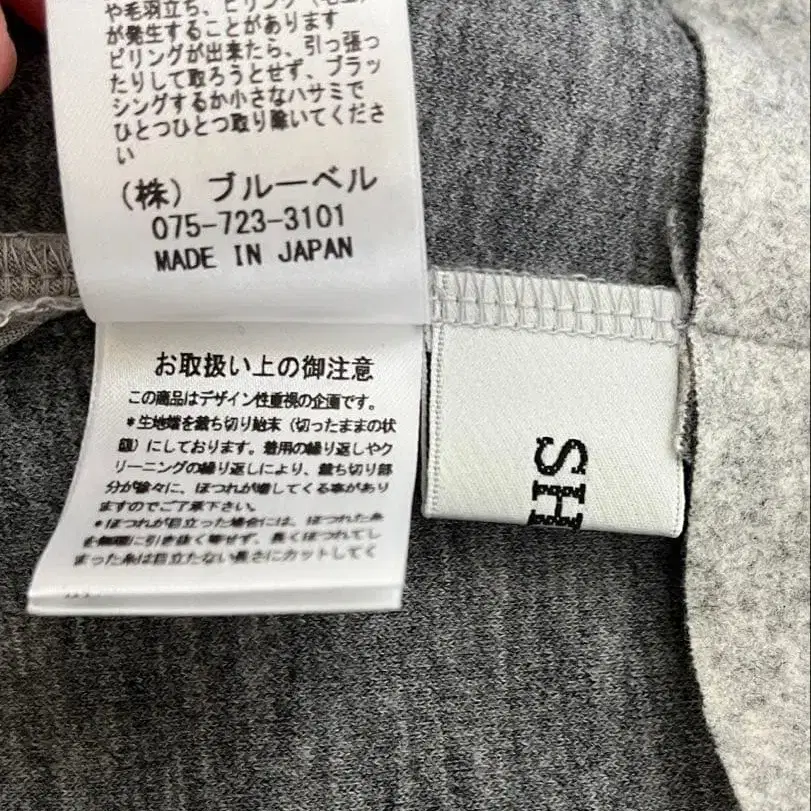 や毛羽立ち、ピリング（毛玉）
が発生することがあります
ピリングが出来たら、引っ張っ
たりして取ろうとせず、ブラッ
シングするか小さなハサミで
ひとつひとつ取り除いてくださ
い
（株）ブルーベル
075-723-3101
MADE IN JAPAN
お取扱い上の御注意
この商品はデザイン性重視の企画です。
＊生地端を裁ち切り始末（切ったままの状
態）にしております。着用の繰り返しやク
リーニングの繰り返しにより、裁ち切り部
分が徐々に、ほつれが増してくる事があり
ますのでご了承下さい。
＊ほつれが目立った場合には、ほつれた糸
を無理に引き抜く事せず、長くほつれてし
まった糸は目立たない長さにカットしてく
SH